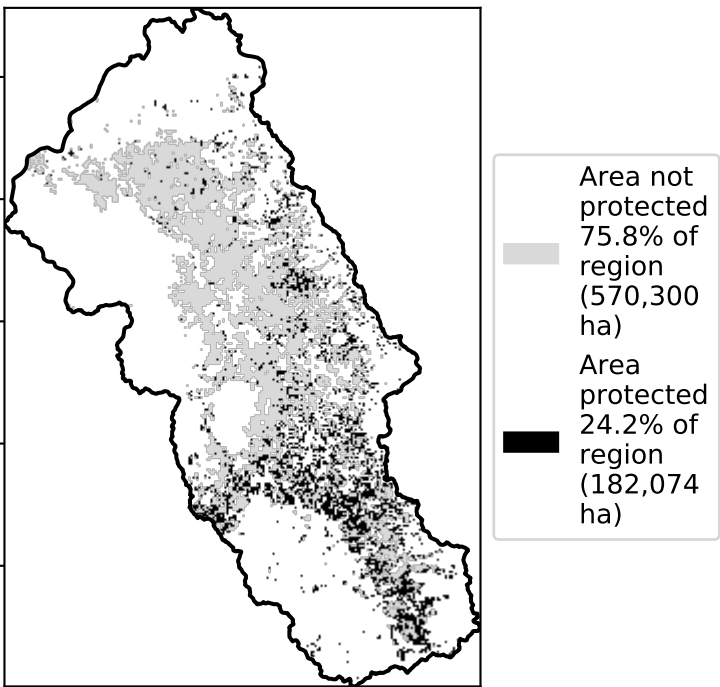 Area not
protected
75.8% of
region
(570,300
ha)
Area
protected
24.2% of
region
(182,074
ha)